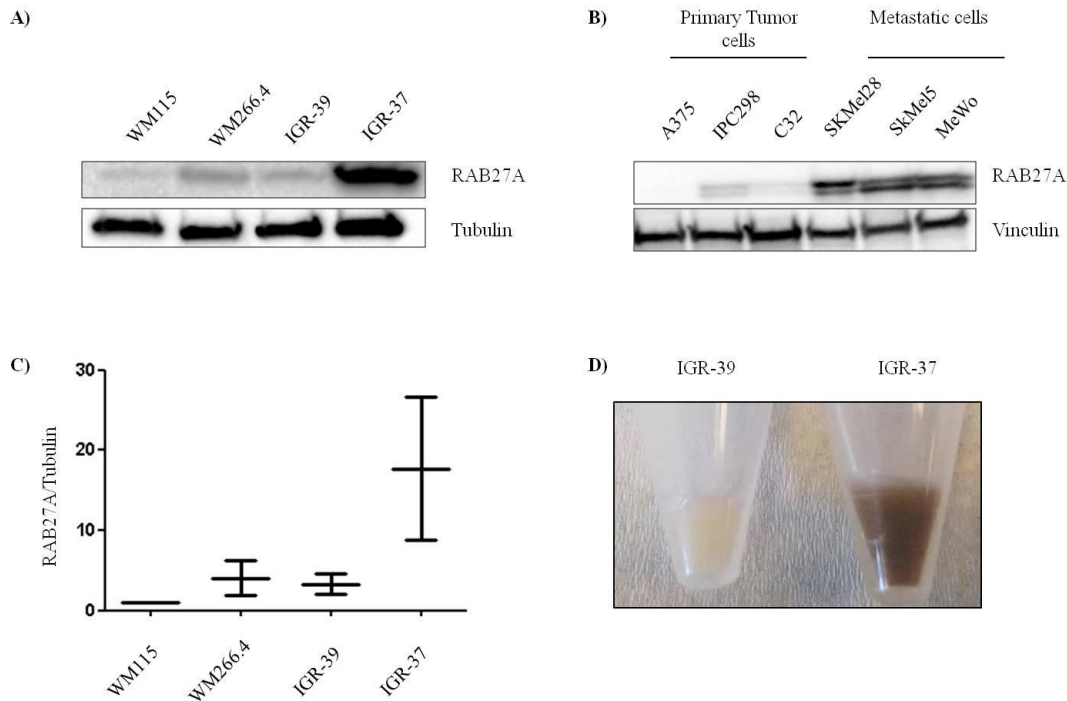 A)
WM115
WM266.4
IGR-39
IGR-37
RAB27A
Tubulin
B)
Primary Tumor
cells
Metastatic cells
A375
IPC298
C32
SKMel28
SkMel5
MeWo
RAB27A
Vinculin
C)
RAB27A/Tubulin
30
20
10
0
WM115
WM266.4
IGR-39
IGR-37
D)
IGR-39
IGR-37